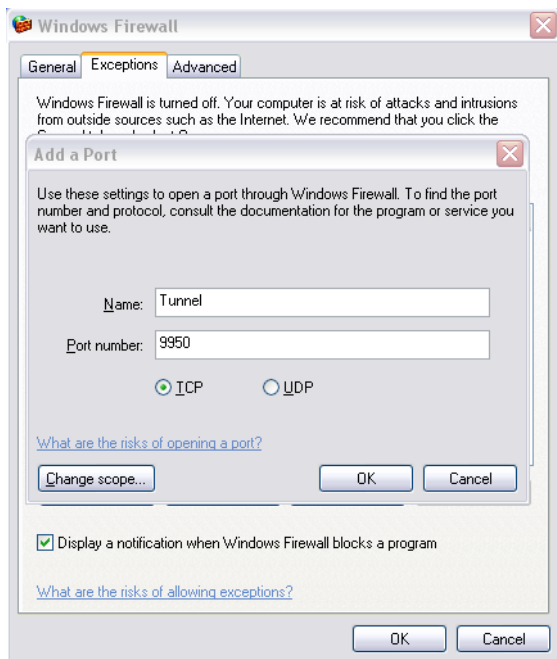 Windows Firewall
General Exceptions Advanced
Windows Firewall is turned off. Your computer is at risk of attacks and intrusions
from outside sources such as the Internet. We recommend that you click the
Add a Port
Use these settings to open a port through Windows Firewall. To find the port
number and protocol, consult the documentation for the program or service you
want to use.
Name: Tunnel
Port number: 9950
TCP UDP
What are the risks of opening a port?
Change scope... OK Cancel
Display a notification when Windows Firewall blocks a program
What are the risks of allowing exceptions?
OK Cancel